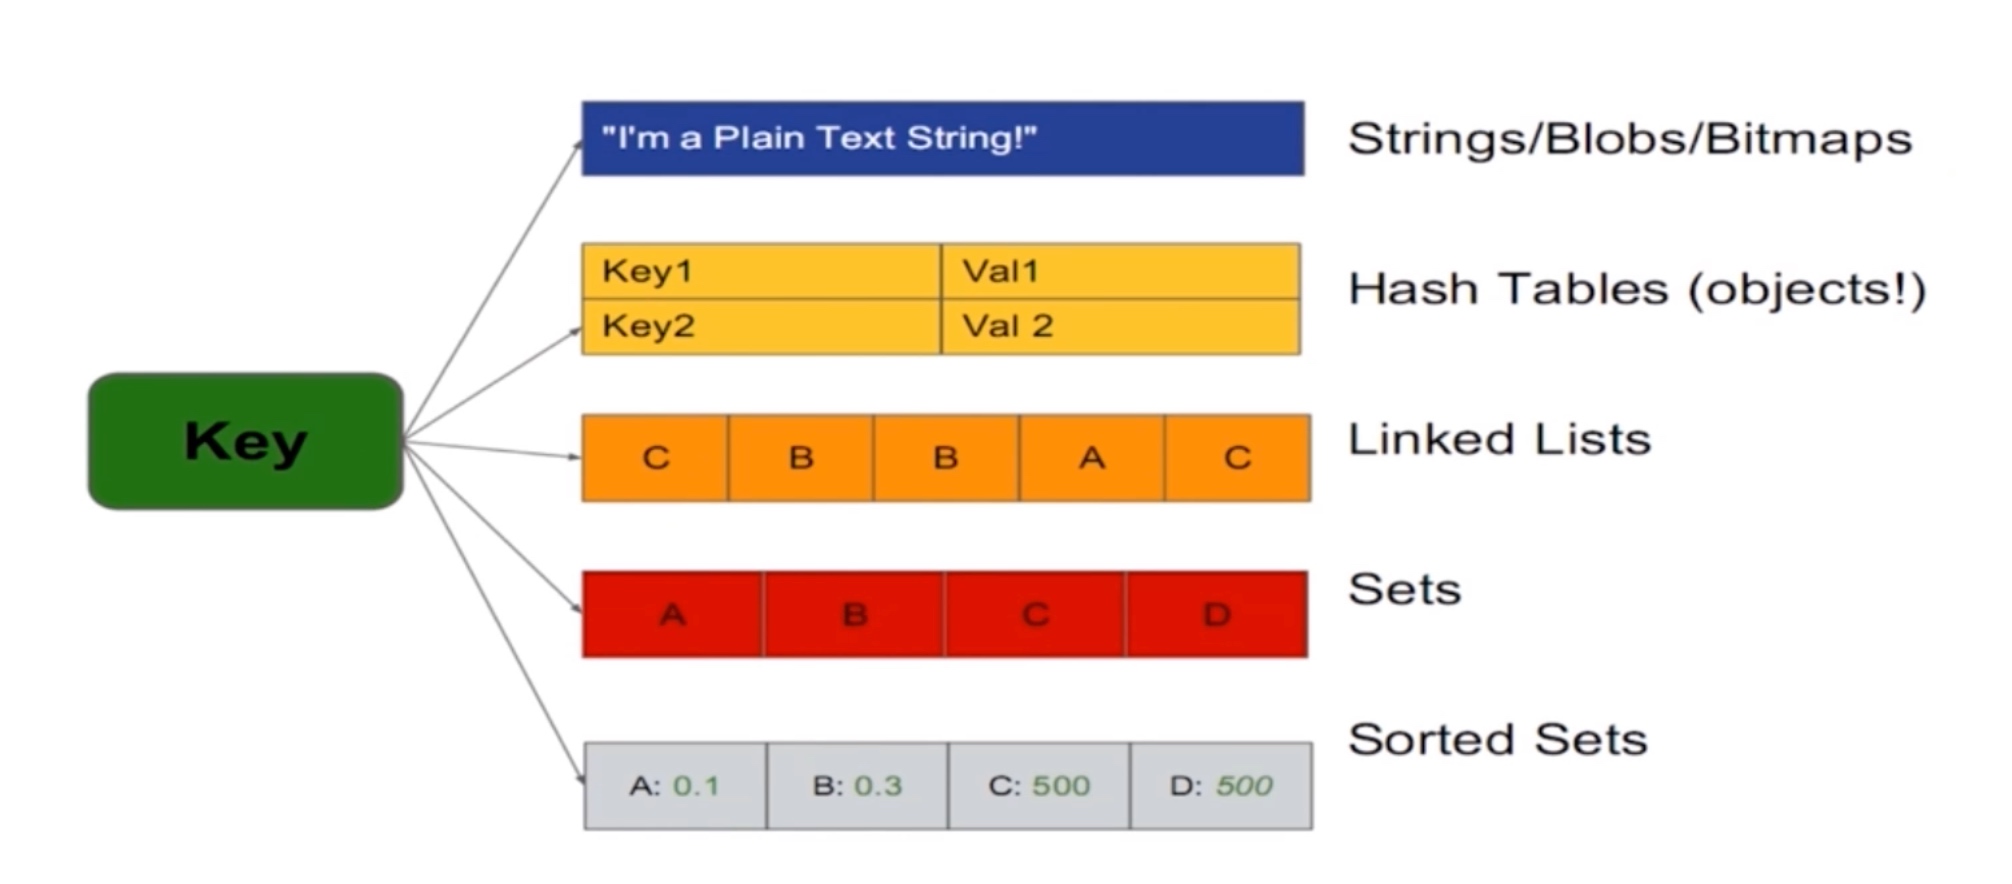 "I'm a Plain Text String!"
Strings/Blobs/Bitmaps
Key1 Val1
Key2 Val 2
Hash Tables (objects!)
Key
C B B A C
Linked Lists
A B C D
Sets
A: 0.1 B: 0.3 C: 500 D: 500
Sorted Sets